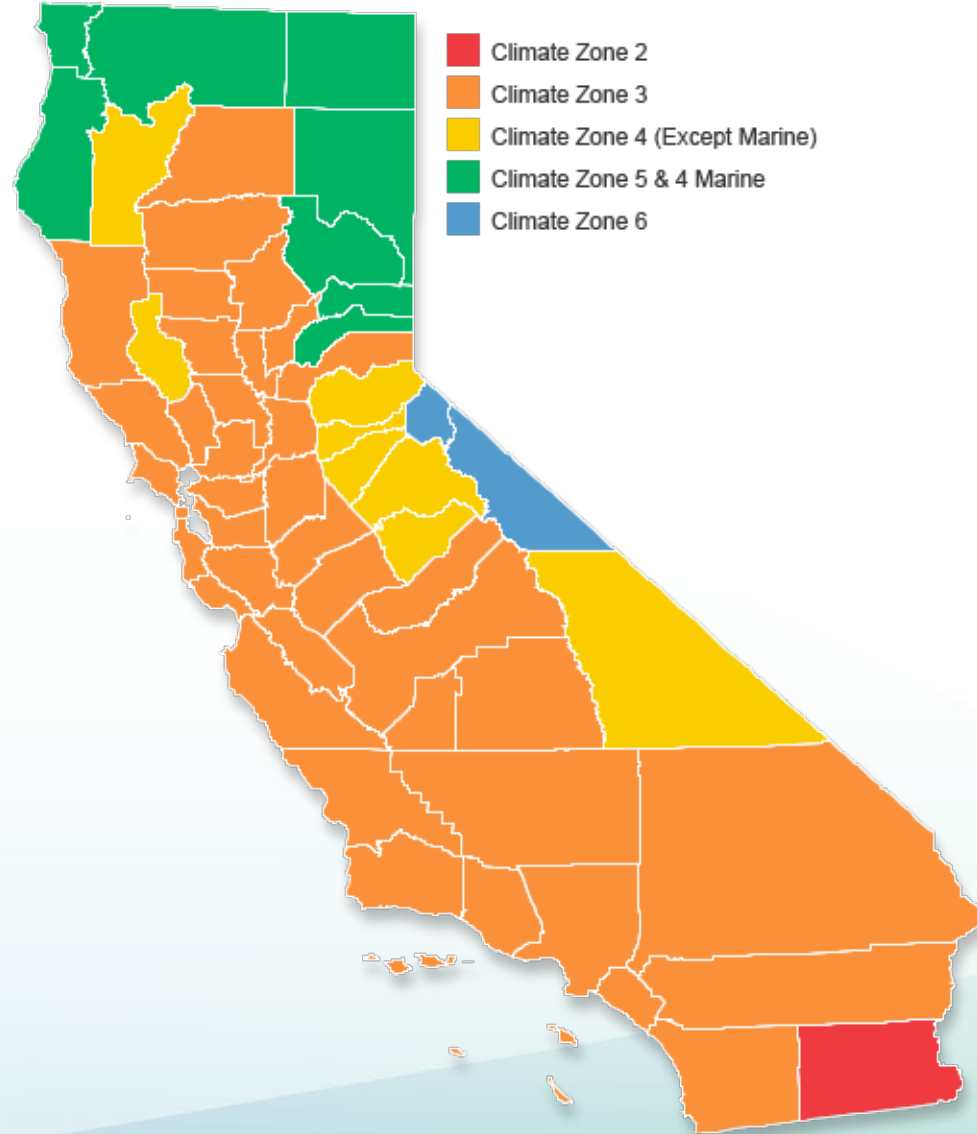 Climate Zone 2
Climate Zone 3
Climate Zone 4 (Except Marine)
Climate Zone 5 & 4 Marine
Climate Zone 6